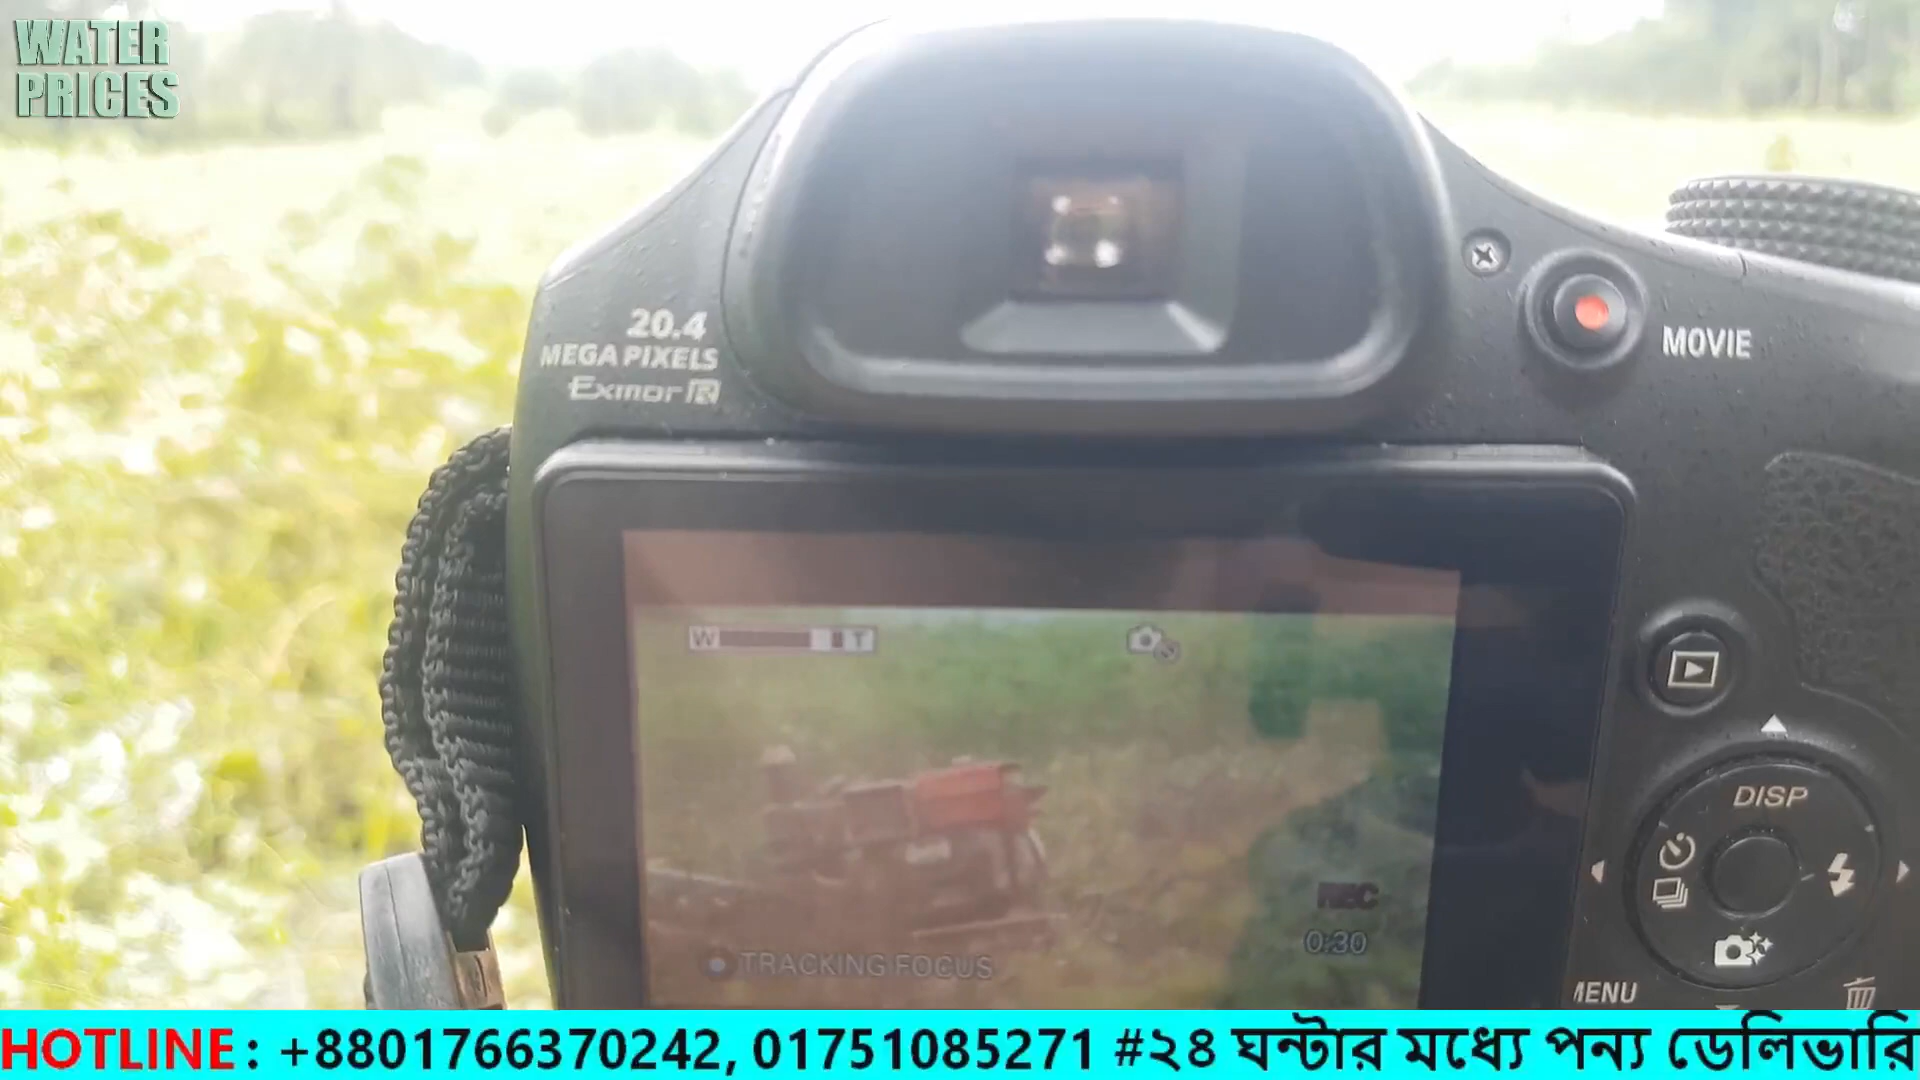 WATER
PRICES
20.4
MEGA PIXELS
Exmor R
MOVIE
W T
REC
0:30
TRACKING FOCUS
DISP
MENU
HOTLINE : +8801766370242, 01751085271 #২৪ ঘন্টার মধ্যে পন্য ডেলিভারি